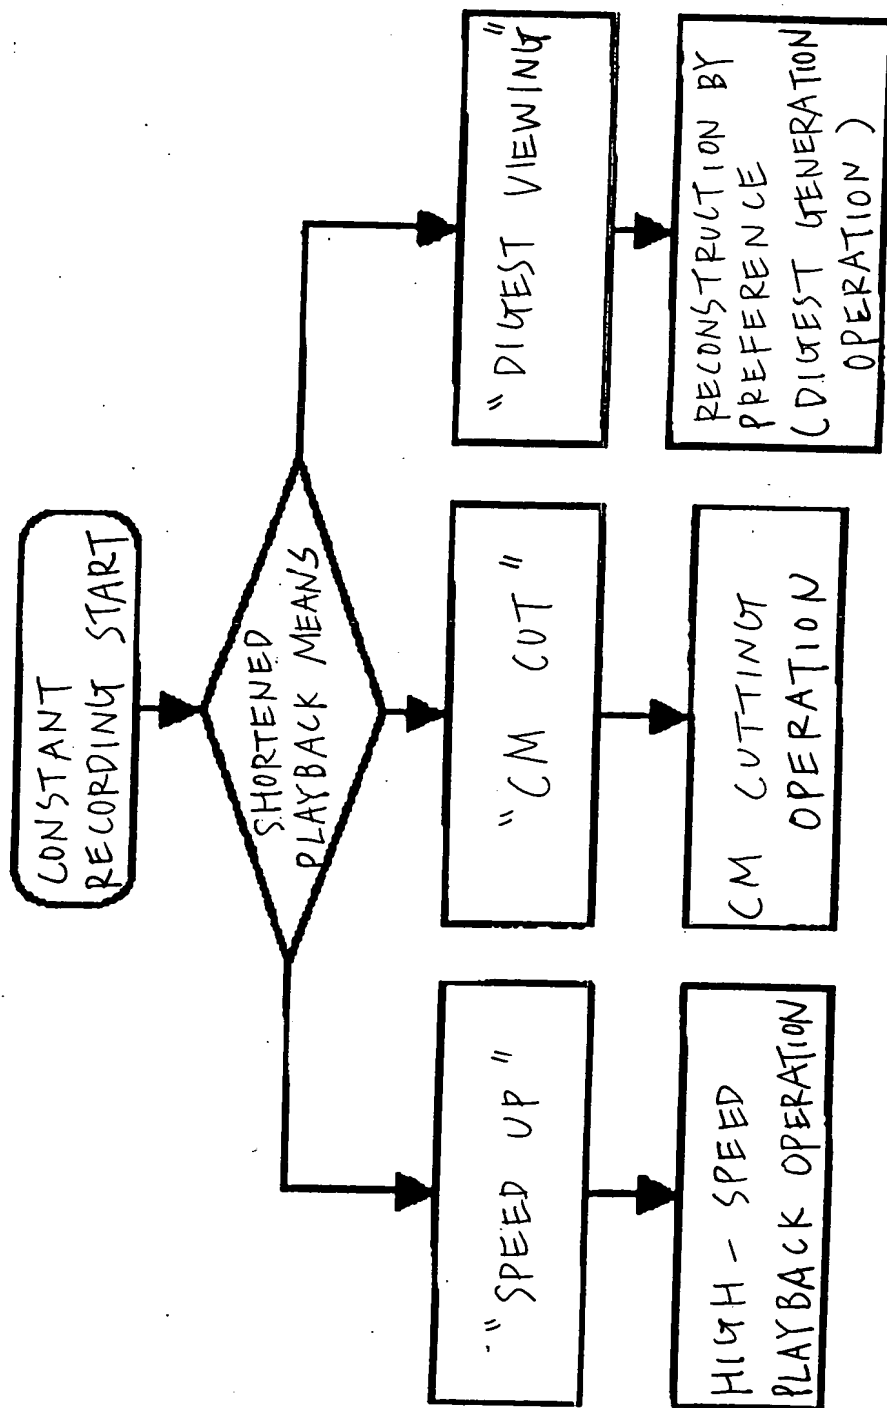 CONSTANT
RECORDING START
SHORTENED
PLAYBACK MEANS
"SPEED UP"
"CM CUT"
"DIGEST VIEWING"
HIGH-SPEED
PLAYBACK OPERATION
CM CUTTING
OPERATION
RECONSTRUCTION BY
PREFERENCE
(DIGEST GENERATION
OPERATION)